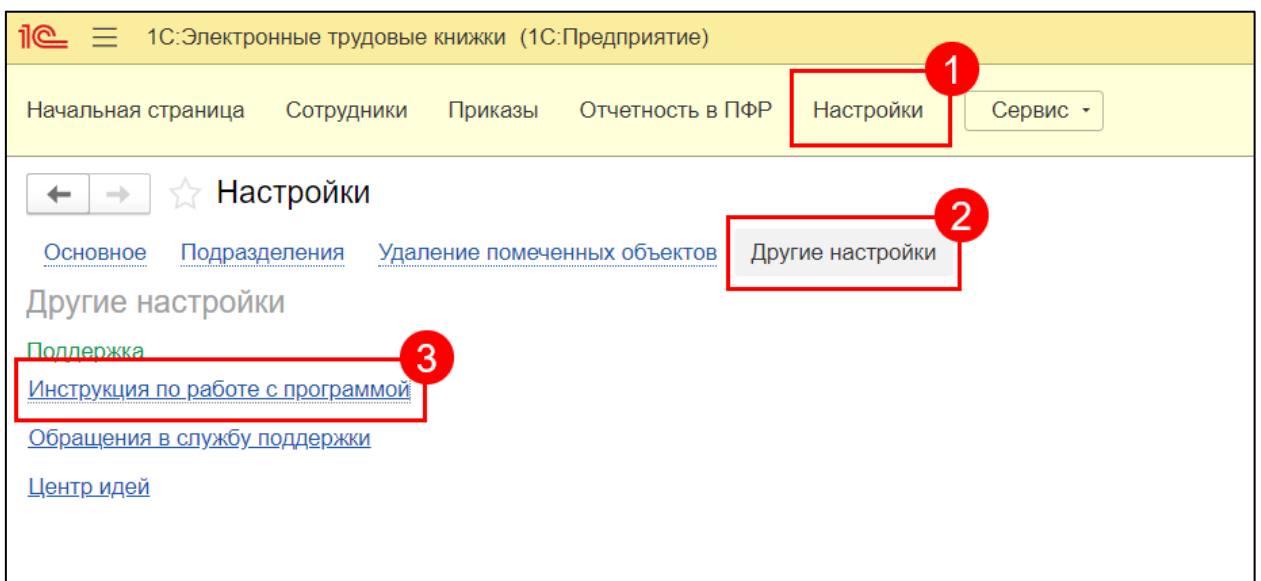 1С 1С:Электронные трудовые книжки (1С:Предприятие)
1
Начальная страница Сотрудники Приказы Отчетность в ПФР Настройки Сервис
Настройки
2
Основное Подразделения Удаление помеченных объектов Другие настройки
Другие настройки
Поддержка
3
Инструкция по работе с программой
Обращения в службу поддержки
Центр идей